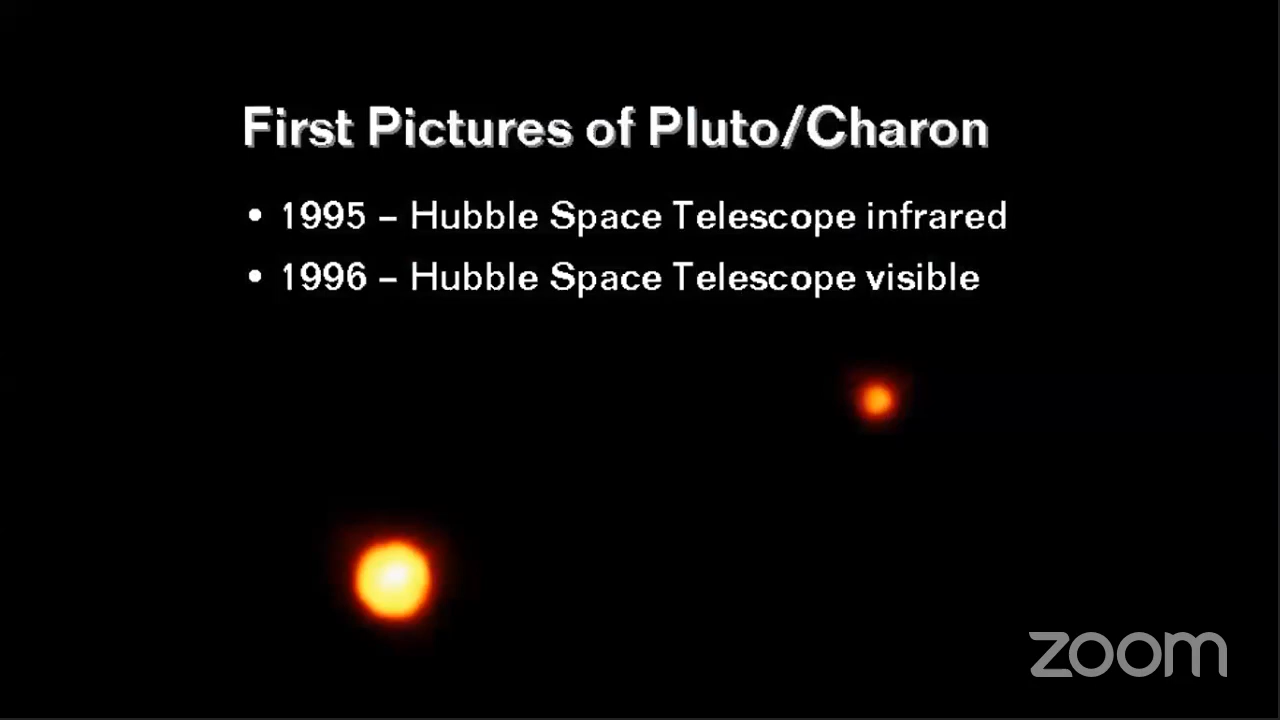 First Pictures of Pluto/Charon
• 1995 – Hubble Space Telescope infrared
• 1996 – Hubble Space Telescope visible
zoom